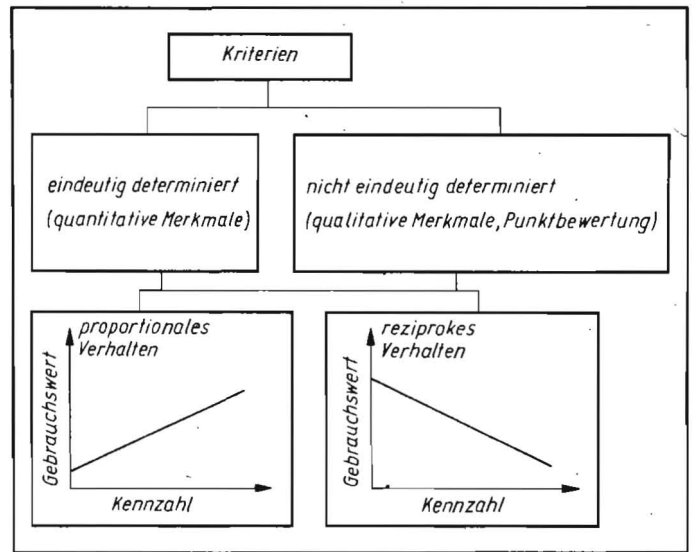 Kriterien
eindeutig determiniert
(quantitative Merkmale)
nicht eindeutig determiniert
(qualitative Merkmale, Punktbewertung)
proportionales
Verhalten
Gebrauchswert
Kennzahl
reziprokes
Verhalten
Gebrauchswert
Kennzahl